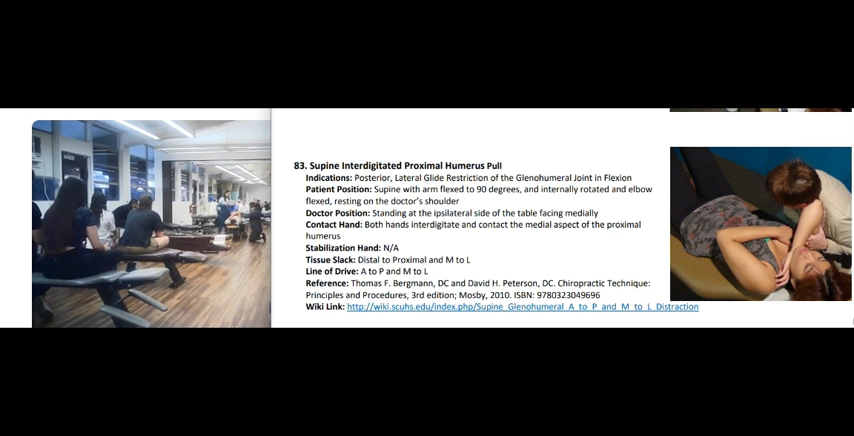 83. Supine Interdigitated Proximal Humerus Pull
Indications: Posterior, Lateral Glide Restriction of the Glenohumeral Joint in Flexion
Patient Position: Supine with arm flexed to 90 degrees, and internally rotated and elbow
flexed, resting on the doctor's shoulder
Doctor Position: Standing at the ipsilateral side of the table facing medially
Contact Hand: Both hands interdigitate and contact the medial aspect of the proximal
humerus
Stabilization Hand: N/A
Tissue Slack: Distal to Proximal and M to L
Line of Drive: A to P and M to L
Reference: Thomas F. Bergmann, DC and David H. Peterson, DC. Chiropractic Technique:
Principles and Procedures, 3rd edition; Mosby, 2010. ISBN: 9780323049696
Wiki Link: http://wiki.scuhs.edu/index.php/Supine_Glenohumeral_A_to_P_and_M_to_L_Distraction